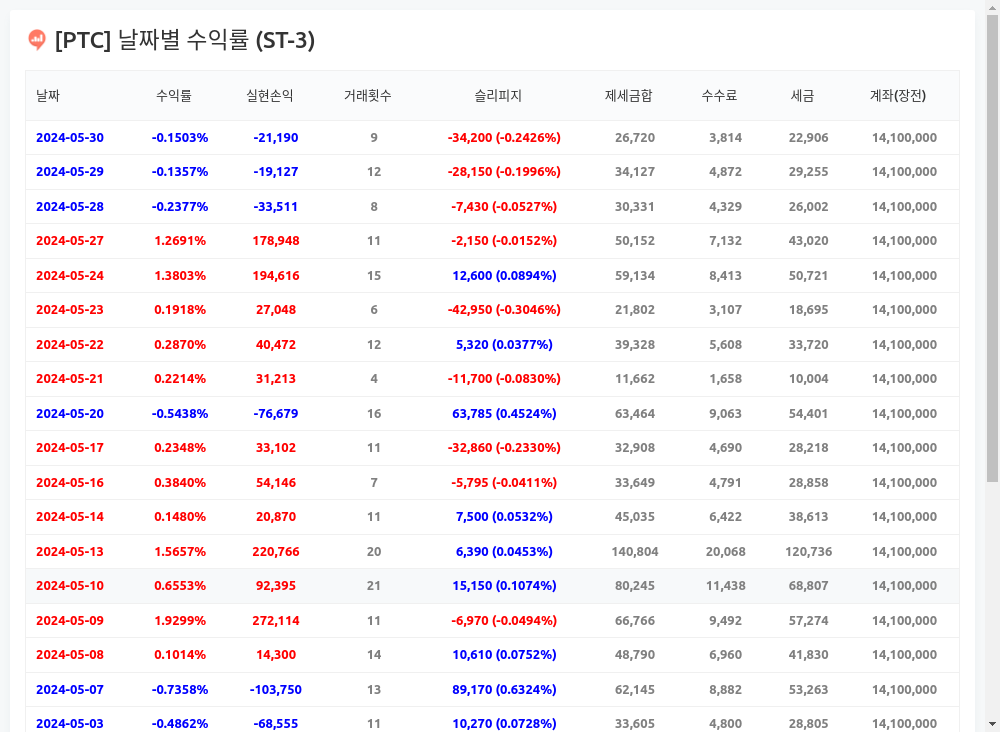 [PTC] 날짜별 수익률 (ST-3)
날짜 수익률 실현손익 거래횟수 슬리피지 제세금합 수수료 세금 계좌(장전)
2024-05-30 -0.1503% -21,190 9 -34,200 (-0.2426%) 26,720 3,814 22,906 14,100,000
2024-05-29 -0.1357% -19,127 12 -28,150 (-0.1996%) 34,127 4,872 29,255 14,100,000
2024-05-28 -0.2377% -33,511 8 -7,430 (-0.0527%) 30,331 4,329 26,002 14,100,000
2024-05-27 1.2691% 178,948 11 -2,150 (-0.0152%) 50,152 7,132 43,020 14,100,000
2024-05-24 1.3803% 194,616 15 12,600 (0.0894%) 59,134 8,413 50,721 14,100,000
2024-05-23 0.1918% 27,048 6 -42,950 (-0.3046%) 21,802 3,107 18,695 14,100,000
2024-05-22 0.2870% 40,472 12 5,320 (0.0377%) 39,328 5,608 33,720 14,100,000
2024-05-21 0.2214% 31,213 4 -11,700 (-0.0830%) 11,662 1,658 10,004 14,100,000
2024-05-20 -0.5438% -76,679 16 63,785 (0.4524%) 63,464 9,063 54,401 14,100,000
2024-05-17 0.2348% 33,102 11 -32,860 (-0.2330%) 32,908 4,690 28,218 14,100,000
2024-05-16 0.3840% 54,146 7 -5,795 (-0.0411%) 33,649 4,791 28,858 14,100,000
2024-05-14 0.1480% 20,870 11 7,500 (0.0532%) 45,035 6,422 38,613 14,100,000
2024-05-13 1.5657% 220,766 20 6,390 (0.0453%) 140,804 20,068 120,736 14,100,000
2024-05-10 0.6553% 92,395 21 15,150 (0.1074%) 80,245 11,438 68,807 14,100,000
2024-05-09 1.9299% 272,114 11 -6,970 (-0.0494%) 66,766 9,492 57,274 14,100,000
2024-05-08 0.1014% 14,300 14 10,610 (0.0752%) 48,790 6,960 41,830 14,100,000
2024-05-07 -0.7358% -103,750 13 89,170 (0.6324%) 62,145 8,882 53,263 14,100,000
2024-05-03 -0.4862% -68,555 11 10,270 (0.0728%) 33,605 4,800 28,805 14,100,000